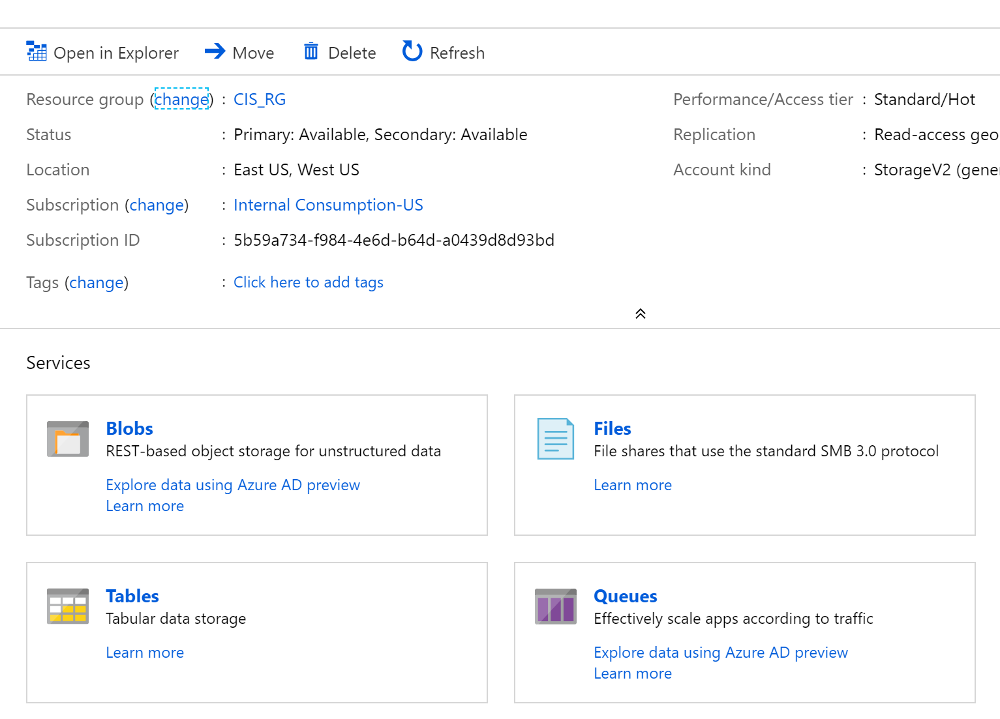 Open in Explorer Move Delete Refresh
Resource group (change) : CIS_RG
Status : Primary: Available, Secondary: Available
Location : East US, West US
Subscription (change) : Internal Consumption-US
Subscription ID : 5b59a734-f984-4e6d-b64d-a0439d8d93bd
Tags (change) : Click here to add tags
Performance/Access tier : Standard/Hot
Replication : Read-access geo
Account kind : StorageV2 (gene
Services
Blobs
REST-based object storage for unstructured data
Explore data using Azure AD preview
Learn more
Files
File shares that use the standard SMB 3.0 protocol
Learn more
Tables
Tabular data storage
Learn more
Queues
Effectively scale apps according to traffic
Explore data using Azure AD preview
Learn more